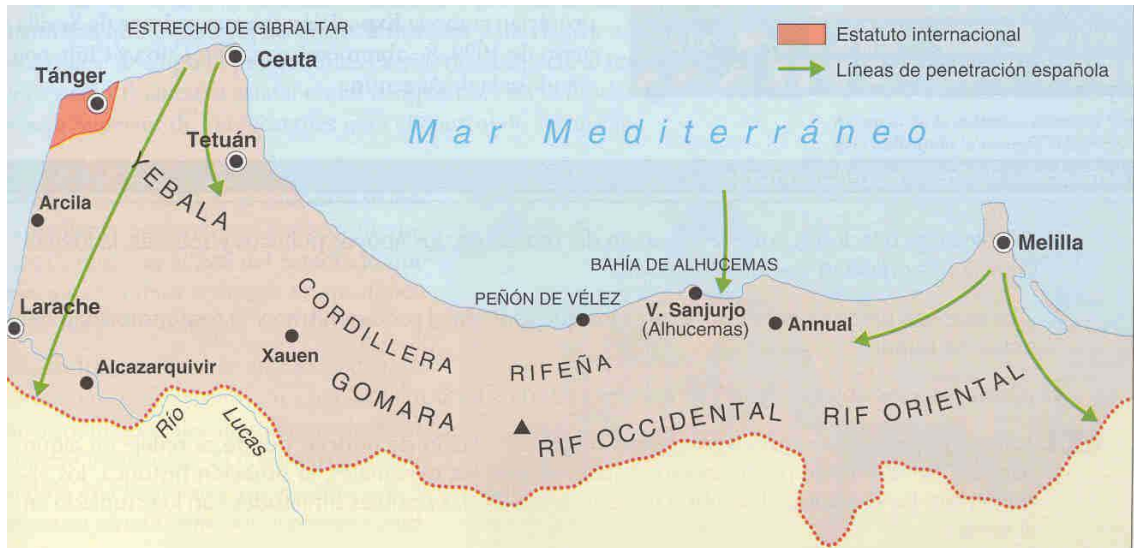 ESTRECHO DE GIBRALTAR
Estatuto internacional
Líneas de penetración española
Ceuta
Tánger
Mar Mediterráneo
Tetuán
YEBALA
Arcila
Melilla
BAHÍA DE ALHUCEMAS
PEÑÓN DE VÉLEZ
V. Sanjurjo
(Alhucemas)
Annual
Larache
Xauen
CORDILLERA
RIFEÑA
Alcazarquivir
GOMARA
RIF OCCIDENTAL
RIF ORIENTAL
Rio
Lucas